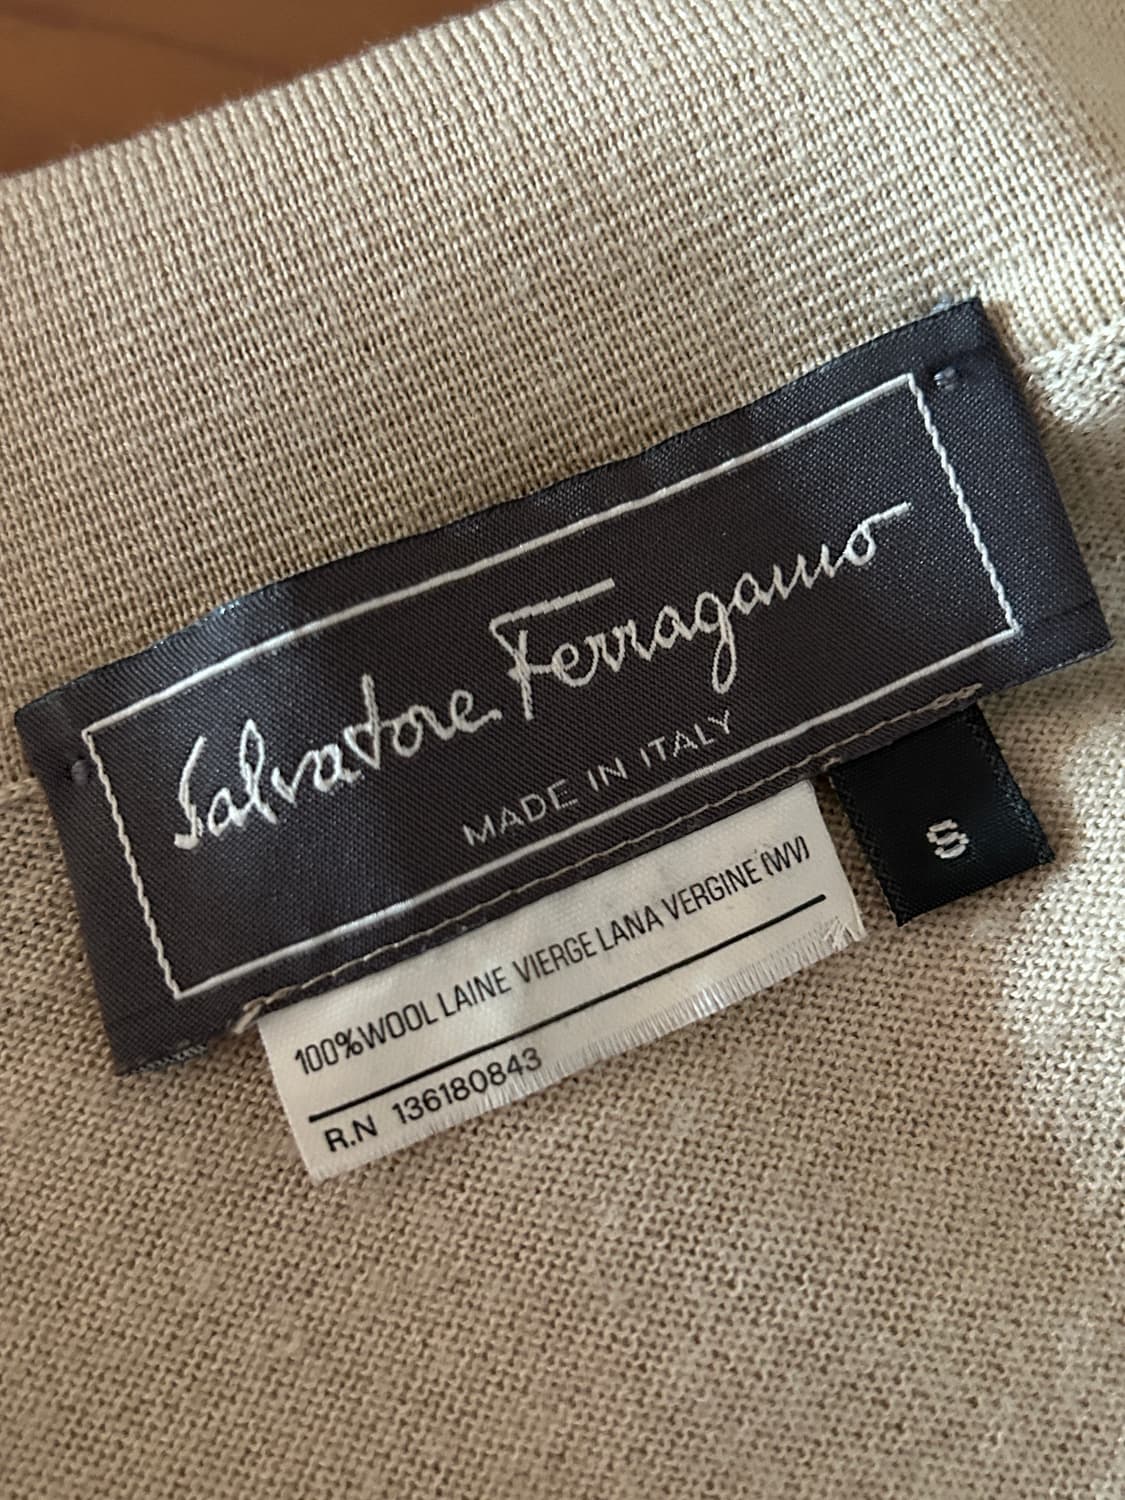 Salvatore Ferragamo
MADE IN ITALY
S
100%WOOL LAINE VIERGE LANA VERGINE (WV)
R.N 136180843